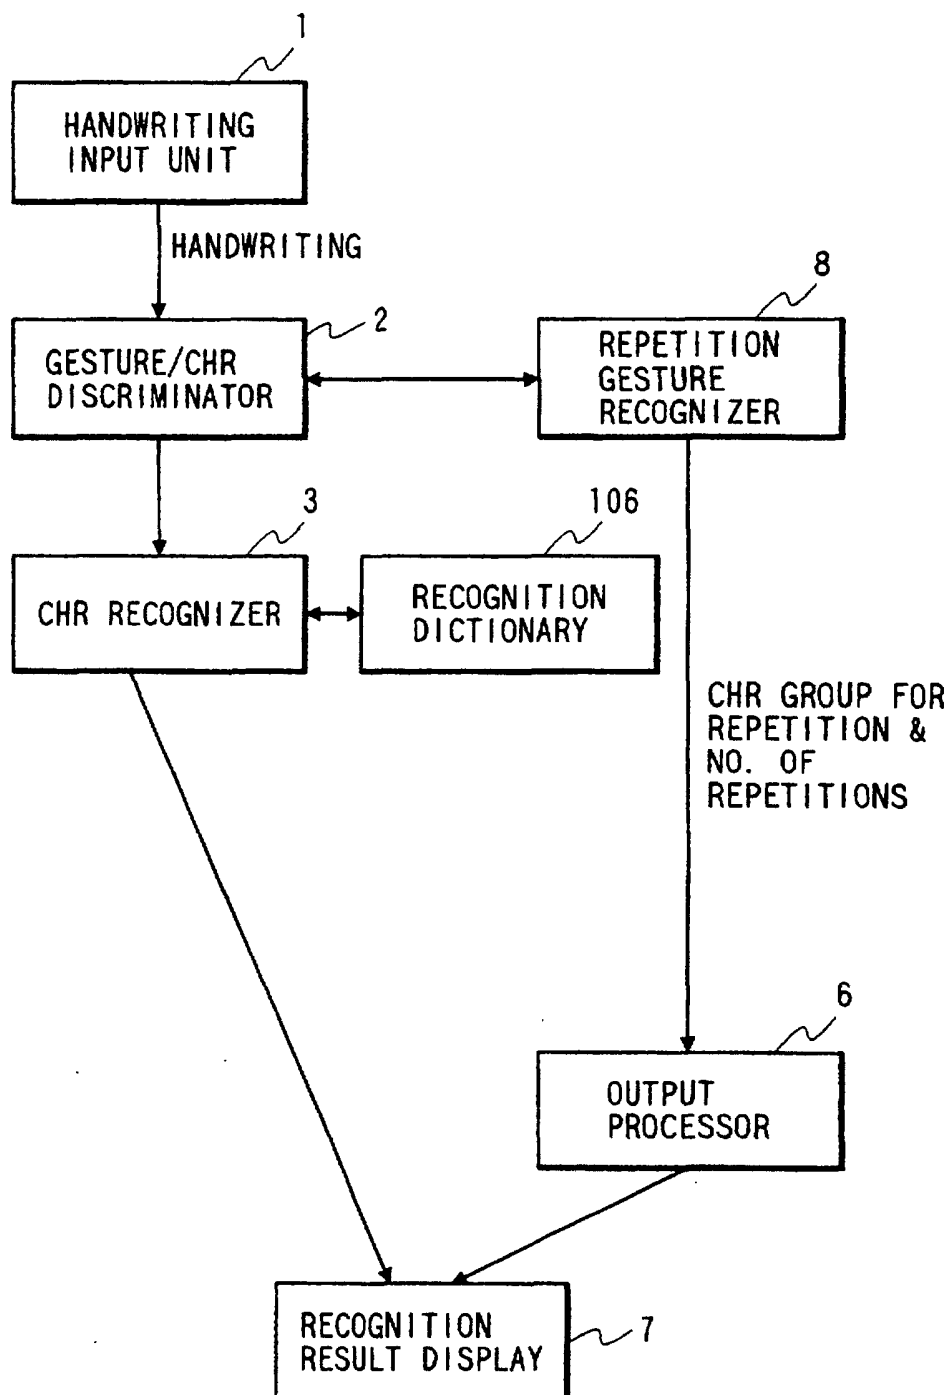 1
HANDWRITING
INPUT UNIT
HANDWRITING
8
2
GESTURE/CHR
DISCRIMINATOR
REPETITION
GESTURE
RECOGNIZER
3
106
CHR RECOGNIZER
RECOGNITION
DICTIONARY
CHR GROUP FOR
REPETITION &
NO. OF
REPETITIONS
6
OUTPUT
PROCESSOR
RECOGNITION
RESULT DISPLAY
7